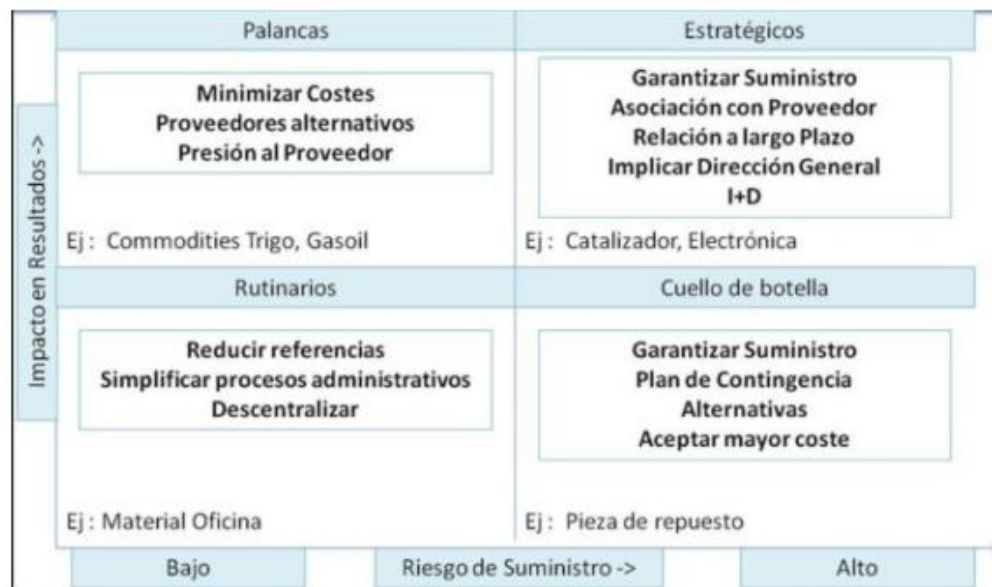 Palancas
Estratégicos
Minimizar Costes
Proveedores alternativos
Presión al Proveedor
Ej : Commodities Trigo, Gasoil
Garantizar Suministro
Asociación con Proveedor
Relación a largo Plazo
Implicar Dirección General
I+D
Ej : Catalizador, Electrónica
Impacto en Resultados ->
Rutinarios
Cuello de botella
Reducir referencias
Simplificar procesos administrativos
Descentralizar
Ej : Material Oficina
Garantizar Suministro
Plan de Contingencia
Alternativas
Aceptar mayor coste
Ej : Pieza de repuesto
Bajo
Riesgo de Suministro ->
Alto